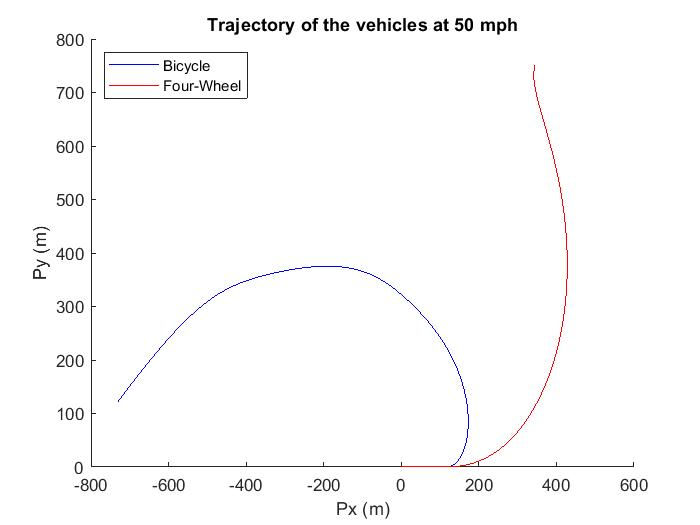 Trajectory of the vehicles at 50 mph
Bicycle
Four-Wheel
800
700
600
500
400
300
200
100
0
Py (m)
-800 -600 -400 -200 0 200 400 600
Px (m)